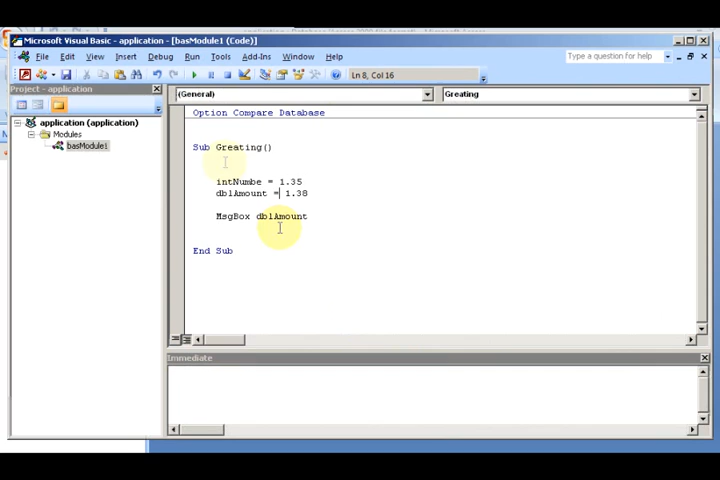 Microsoft Visual Basic - application - [basModule1 (Code)]
File Edit View Insert Debug Run Tools Add-Ins Window Help
Type a question for help
Ln 8, Col 16
Project - application
(General) Greating
application (application)
Modules
basModule1
Option Compare Database
Sub Greating()
intNumbe = 1.35
dblAmount = 1.38
MsgBox dblAmount
End Sub
Immediate